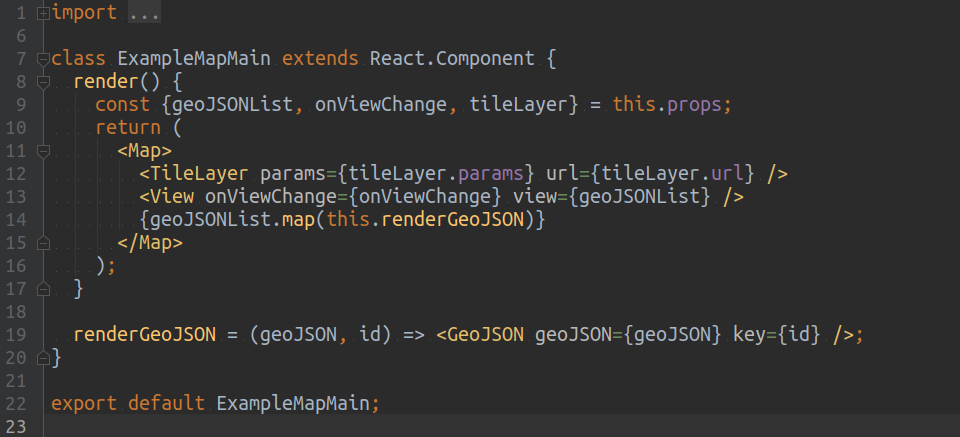 1 import ...
6
7 class ExampleMapMain extends React.Component {
8   render() {
9     const {geoJSONList, onViewChange, tileLayer} = this.props;
10     return (
11       <Map>
12         <TileLayer params={tileLayer.params} url={tileLayer.url} />
13         <View onViewChange={onViewChange} view={geoJSONList} />
14         {geoJSONList.map(this.renderGeoJSON)}
15       </Map>
16     );
17   }
18
19   renderGeoJSON = (geoJSON, id) => <GeoJSON geoJSON={geoJSON} key={id} />;
20 }
21
22 export default ExampleMapMain;
23